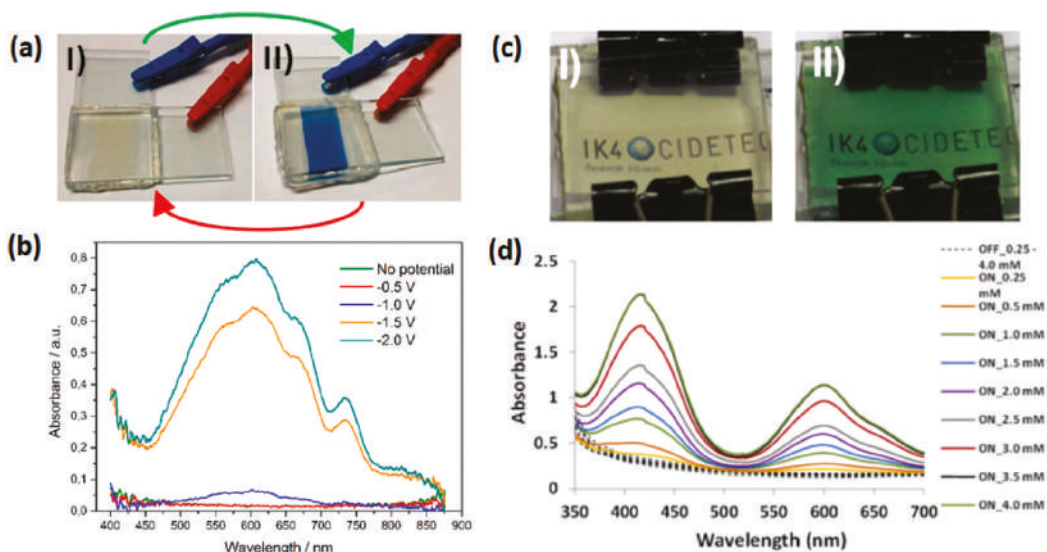 (a)
I)
II)
(c)
I)
II)
IK4 CIDETEC
IK4 CIDETEC
(b)
0,8
0,7
0,6
0,5
0,4
0,3
0,2
0,1
0,0
Absorbance / a.u.
400 450 500 550 600 650 700 750 800 850 900
Wavelength / nm
No potential
-0.5 V
-1.0 V
-1.5 V
-2.0 V
(d)
2.5
2
1.5
1
0.5
0
Absorbance
350 400 450 500 550 600 650 700
Wavelength (nm)
OFF_0.25 -
4.0 mM
ON_0.25
mM
ON_0.5 mM
ON_1.0 mM
ON_1.5 mM
ON_2.0 mM
ON_2.5 mM
ON_3.0 mM
ON_3.5 mM
ON_4.0 mM